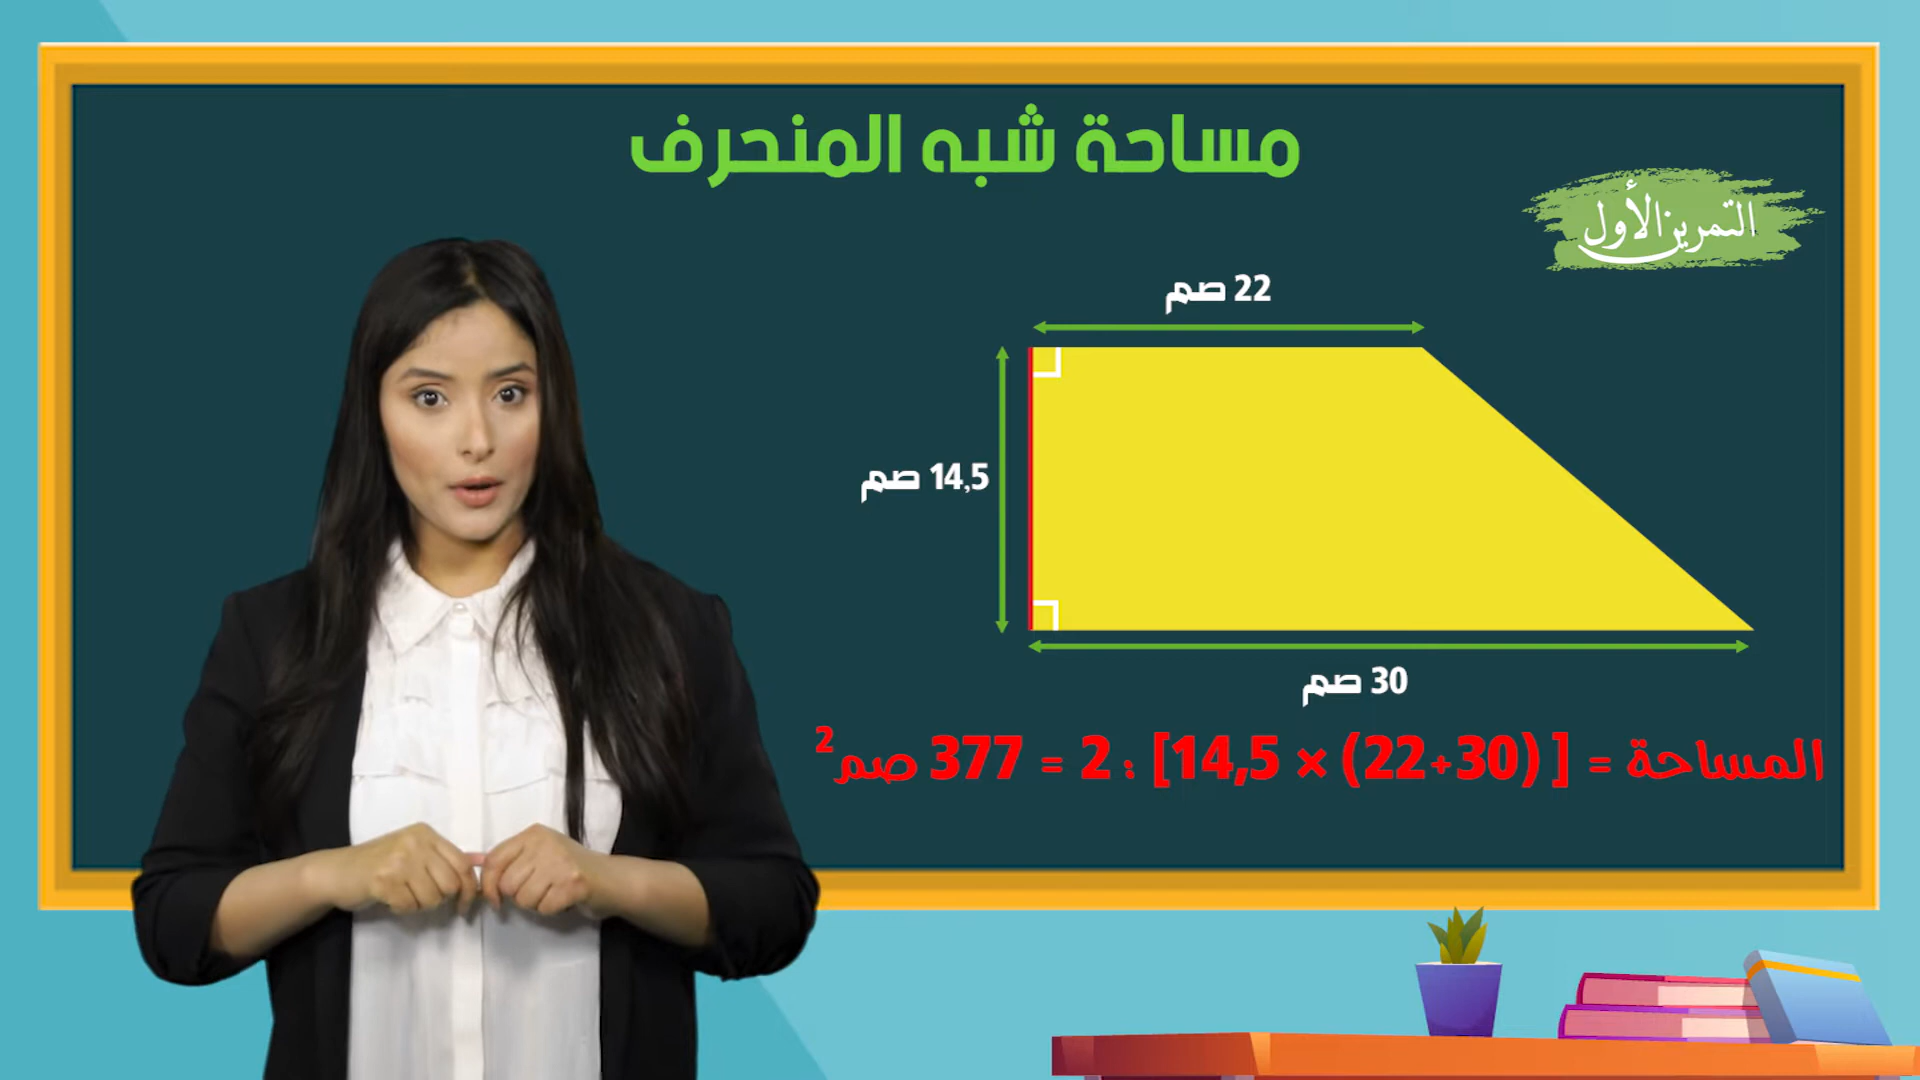 مساحة شبه المنحرف
التمرين الأول
22 صم
14,5 صم
30 صم
المساحة = [ (30+22) × 14,5] : 2 = 377 صم²